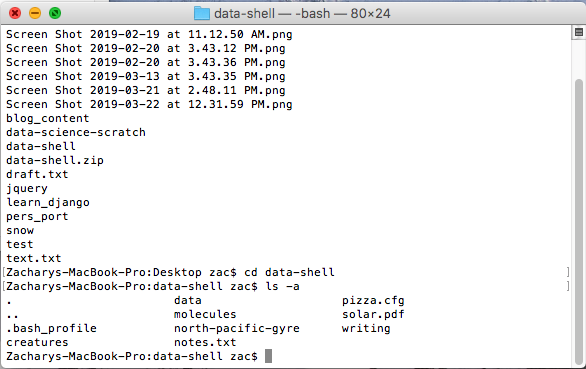 data-shell — -bash — 80×24
Screen Shot 2019-02-19 at 11.12.50 AM.png
Screen Shot 2019-02-20 at 3.43.12 PM.png
Screen Shot 2019-02-20 at 3.43.36 PM.png
Screen Shot 2019-03-13 at 3.43.35 PM.png
Screen Shot 2019-03-21 at 2.48.11 PM.png
Screen Shot 2019-03-22 at 12.31.59 PM.png
blog_content
data-science-scratch
data-shell
data-shell.zip
draft.txt
jquery
learn_django
pers_port
snow
test
text.txt
[Zacharys-MacBook-Pro:Desktop zac$ cd data-shell ]
[Zacharys-MacBook-Pro:data-shell zac$ ls -a ]
. data pizza.cfg
.. molecules solar.pdf
.bash_profile north-pacific-gyre writing
creatures notes.txt
Zacharys-MacBook-Pro:data-shell zac$